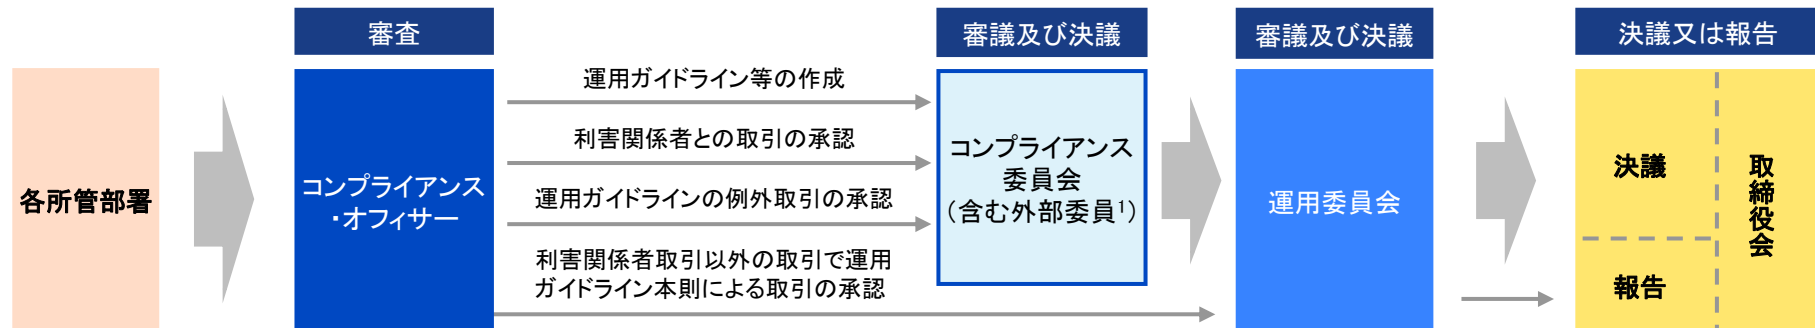 審査
審議及び決議
審議及び決議
決議又は報告
各所管部署
コンプライアンス
・オフィサー
運用ガイドライン等の作成
利害関係者との取引の承認
運用ガイドラインの例外取引の承認
利害関係者取引以外の取引で運用
ガイドライン本則による取引の承認
コンプライアンス
委員会
（含む外部委員1）
運用委員会
決議
報告
取締役会